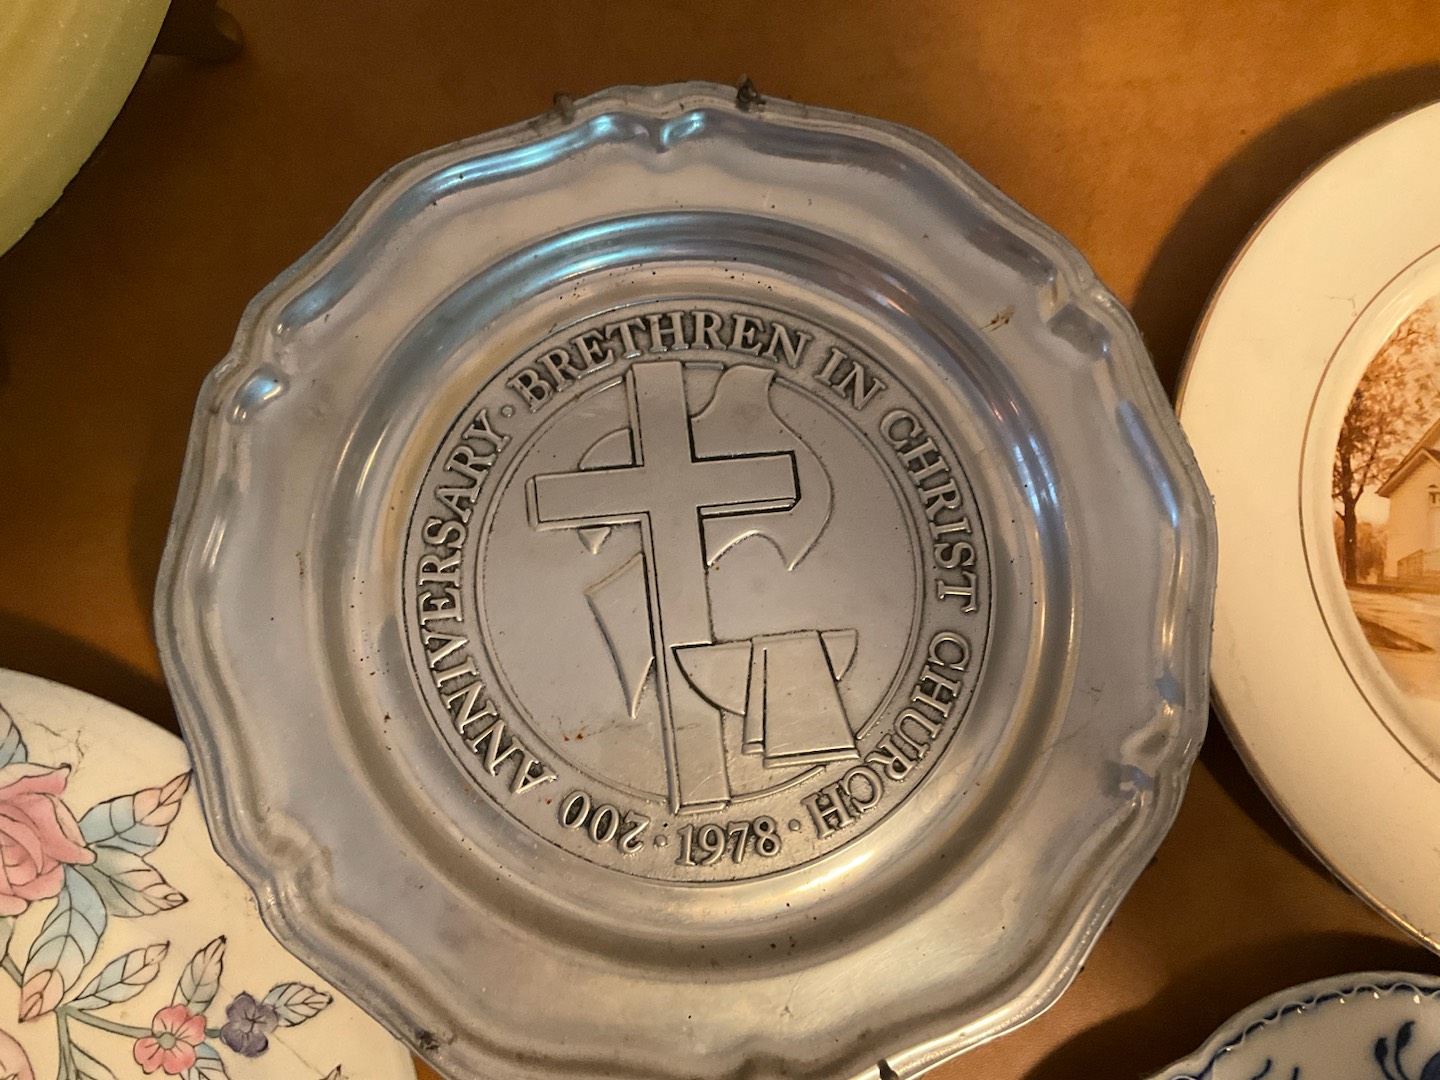 BRETHREN IN CHRIST CHURCH · 1978 · 200 ANNIVERSARY ·